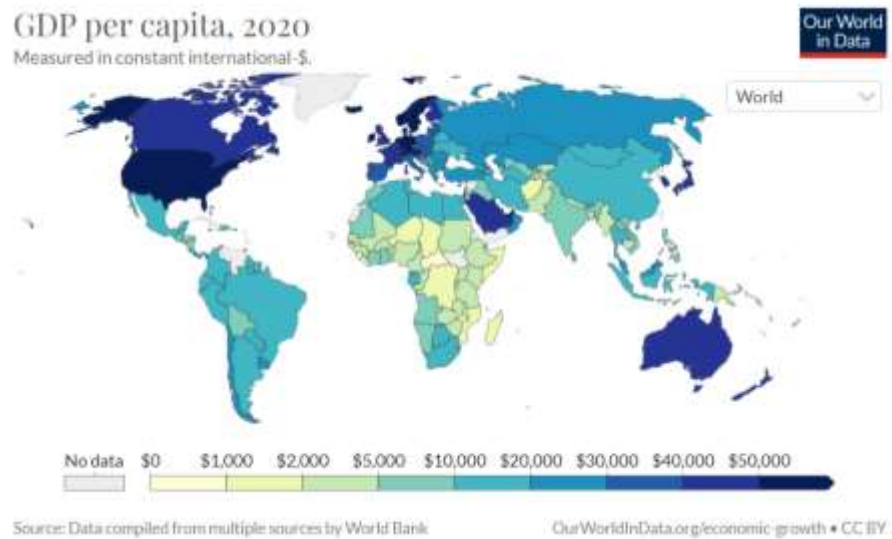 GDP per capita, 2020
Measured in constant international-$.
Our World
in Data
World
No data $0 $1,000 $2,000 $5,000 $10,000 $20,000 $30,000 $40,000 $50,000
Source: Data compiled from multiple sources by World Bank
OurWorldInData.org/economic-growth • CC BY